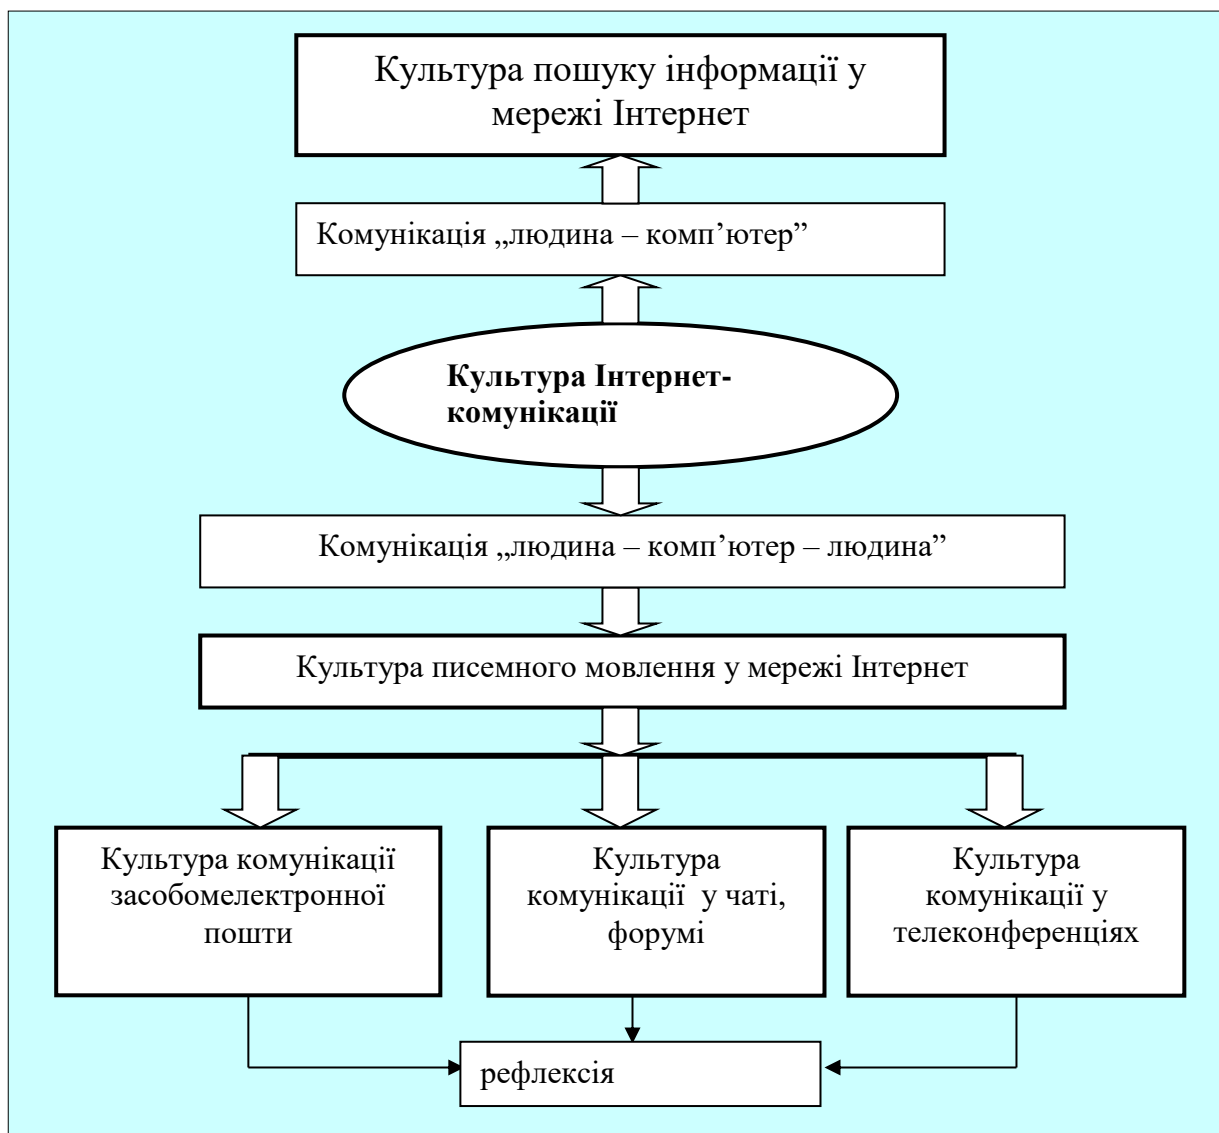 Культура пошуку інформації у
мережі Інтернет
Комунікація „людина – комп’ютер”
Культура Інтернет-
комунікації
Комунікація „людина – комп’ютер – людина”
Культура писемного мовлення у мережі Інтернет
Культура комунікації
засобомелектронної
пошти
Культура
комунікації у чаті,
форумі
Культура
комунікації у
телеконференціях
рефлексія